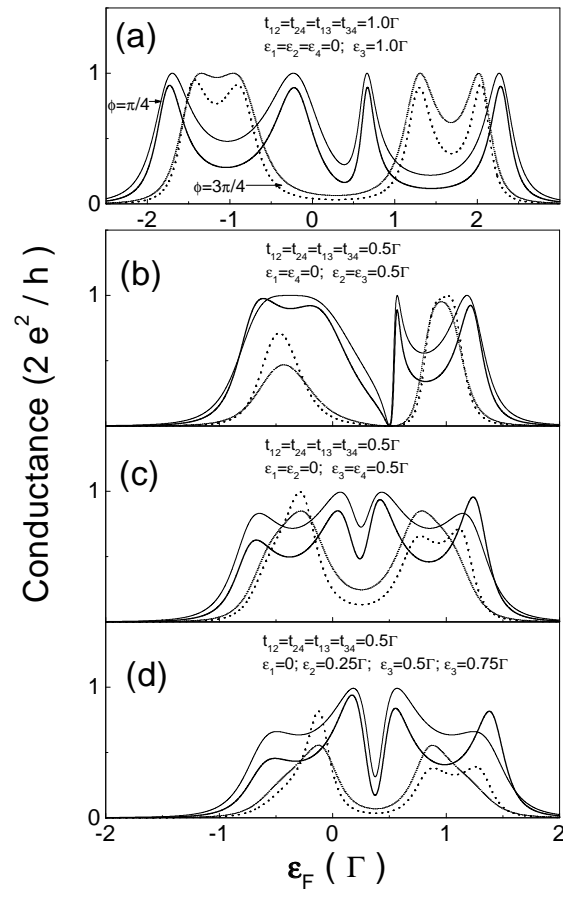 Conductance (2 e² / h)
(a)
t₁₂=t₂₄=t₁₃=t₃₄=1.0Γ
ε₁=ε₂=ε₄=0; ε₃=1.0Γ
1
ϕ=π/4
ϕ=3π/4
0
-2 -1 0 1 2
(b)
t₁₂=t₂₄=t₁₃=t₃₄=0.5Γ
ε₁=ε₄=0; ε₂=ε₃=0.5Γ
1
(c)
t₁₂=t₂₄=t₁₃=t₃₄=0.5Γ
ε₁=ε₂=0; ε₃=ε₄=0.5Γ
1
(d)
t₁₂=t₂₄=t₁₃=t₃₄=0.5Γ
ε₁=0; ε₂=0.25Γ; ε₃=0.5Γ; ε₃=0.75Γ
1
0
-2 -1 0 1 2
ε_F ( Γ )